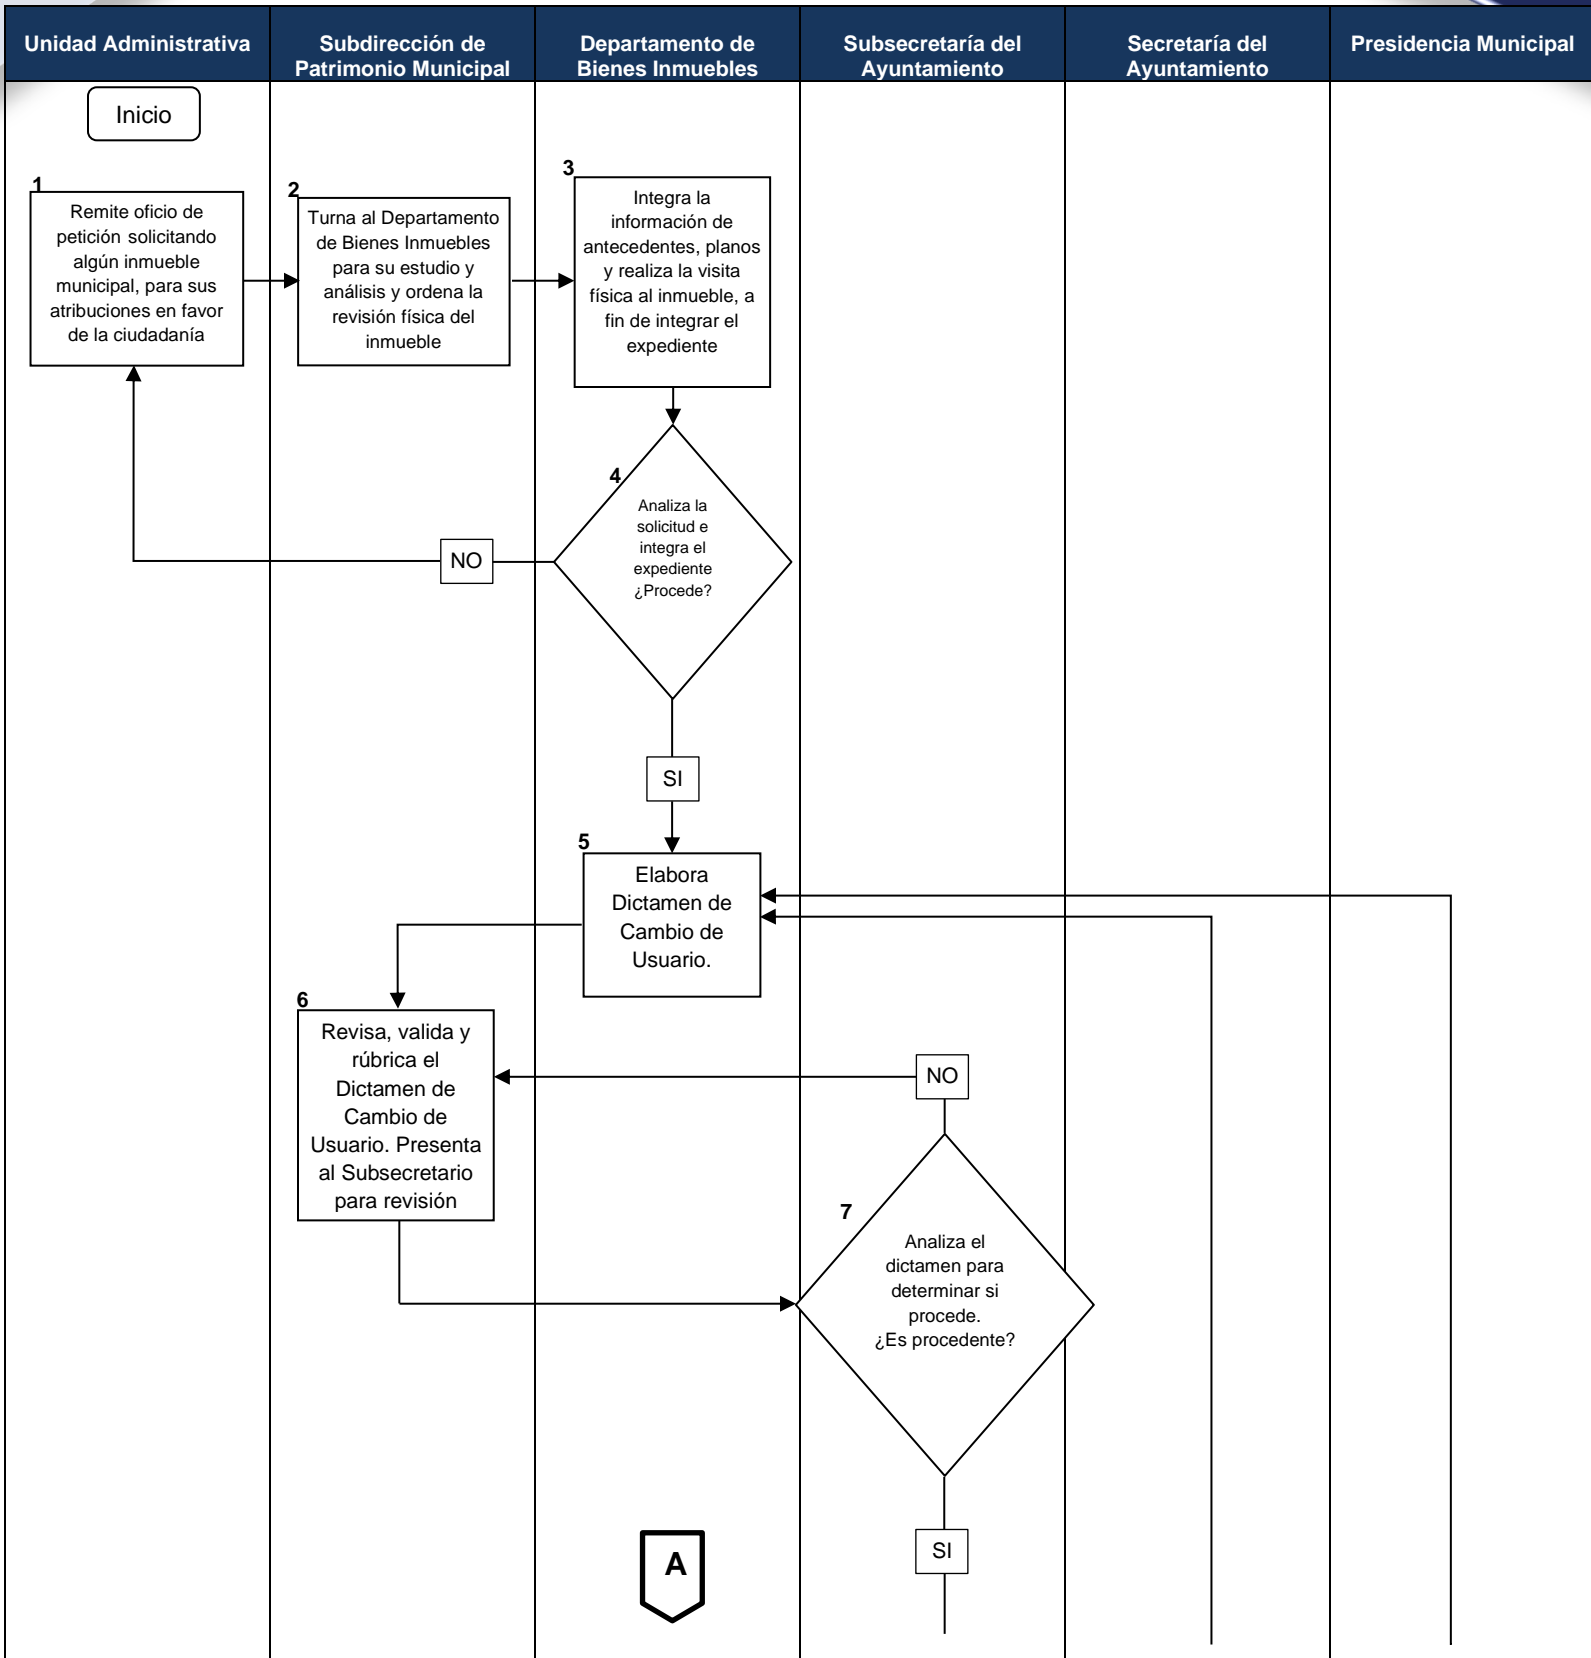 Unidad Administrativa
Subdirección de
Patrimonio Municipal
Departamento de
Bienes Inmuebles
Subsecretaría del
Ayuntamiento
Secretaría del
Ayuntamiento
Presidencia Municipal
Inicio
1
Remite oficio de
petición solicitando
algún inmueble
municipal, para sus
atribuciones en favor
de la ciudadanía
2
Turna al Departamento
de Bienes Inmuebles
para su estudio y
análisis y ordena la
revisión física del
inmueble
3
Integra la
información de
antecedentes, planos
y realiza la visita
física al inmueble, a
fin de integrar el
expediente
4
Analiza la
solicitud e
integra el
expediente
¿Procede?
NO
SI
5
Elabora
Dictamen de
Cambio de
Usuario.
6
Revisa, valida y
rúbrica el
Dictamen de
Cambio de
Usuario. Presenta
al Subsecretario
para revisión
NO
7
Analiza el
dictamen para
determinar si
procede.
¿Es procedente?
SI
A